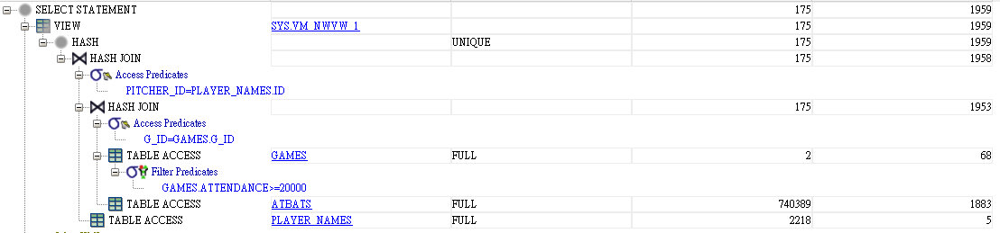 SELECT STATEMENT 175 1959
VIEW SYS.VM_NWVW_1 175 1959
HASH UNIQUE 175 1959
HASH JOIN 175 1958
Access Predicates
PITCHER_ID=PLAYER_NAMES.ID
HASH JOIN 175 1953
Access Predicates
G_ID=GAMES.G_ID
TABLE ACCESS GAMES FULL 2 68
Filter Predicates
GAMES.ATTENDANCE>=20000
TABLE ACCESS ATBATS FULL 740389 1883
TABLE ACCESS PLAYER_NAMES FULL 2218 5